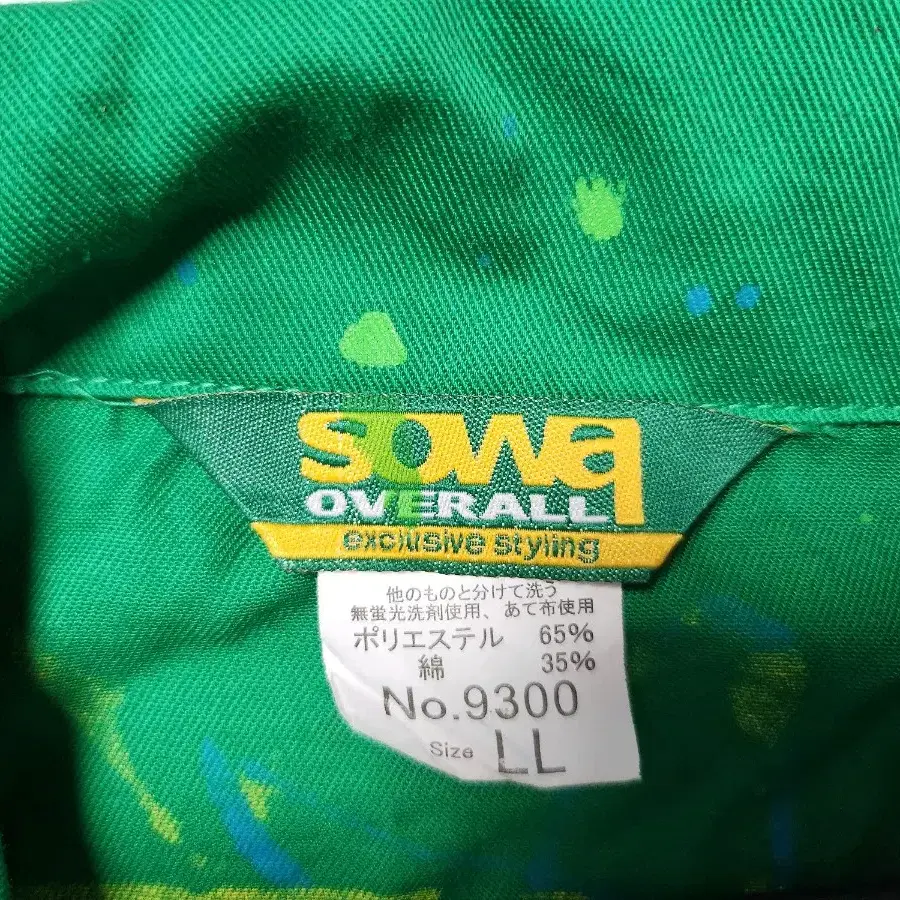 sowa
OVERALL
exclusive styling
他のものと分けて洗う
無蛍光洗剤使用、あて布使用
ポリエステル 65%
綿 35%
No.9300
Size LL